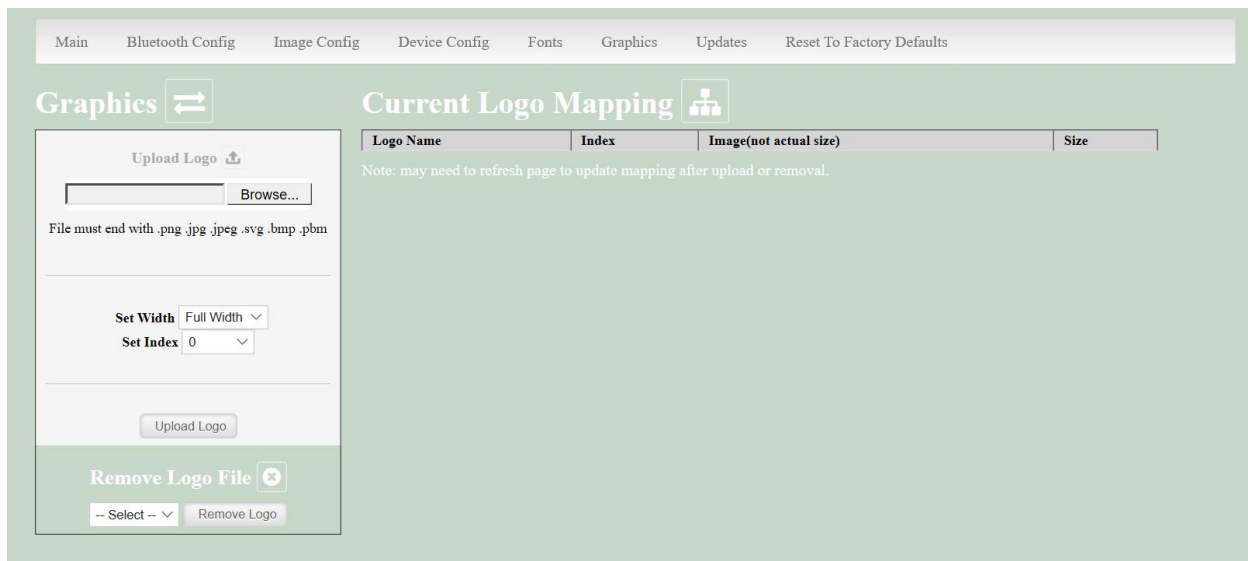 Main Bluetooth Config Image Config Device Config Fonts Graphics Updates Reset To Factory Defaults
Graphics
Upload Logo
Browse...
File must end with .png .jpg .jpeg .svg .bmp .pbm
Set Width Full Width
Set Index 0
Upload Logo
Remove Logo File
-- Select -- Remove Logo
Current Logo Mapping
Logo Name Index Image(not actual size) Size
Note: may need to refresh page to update mapping after upload or removal.